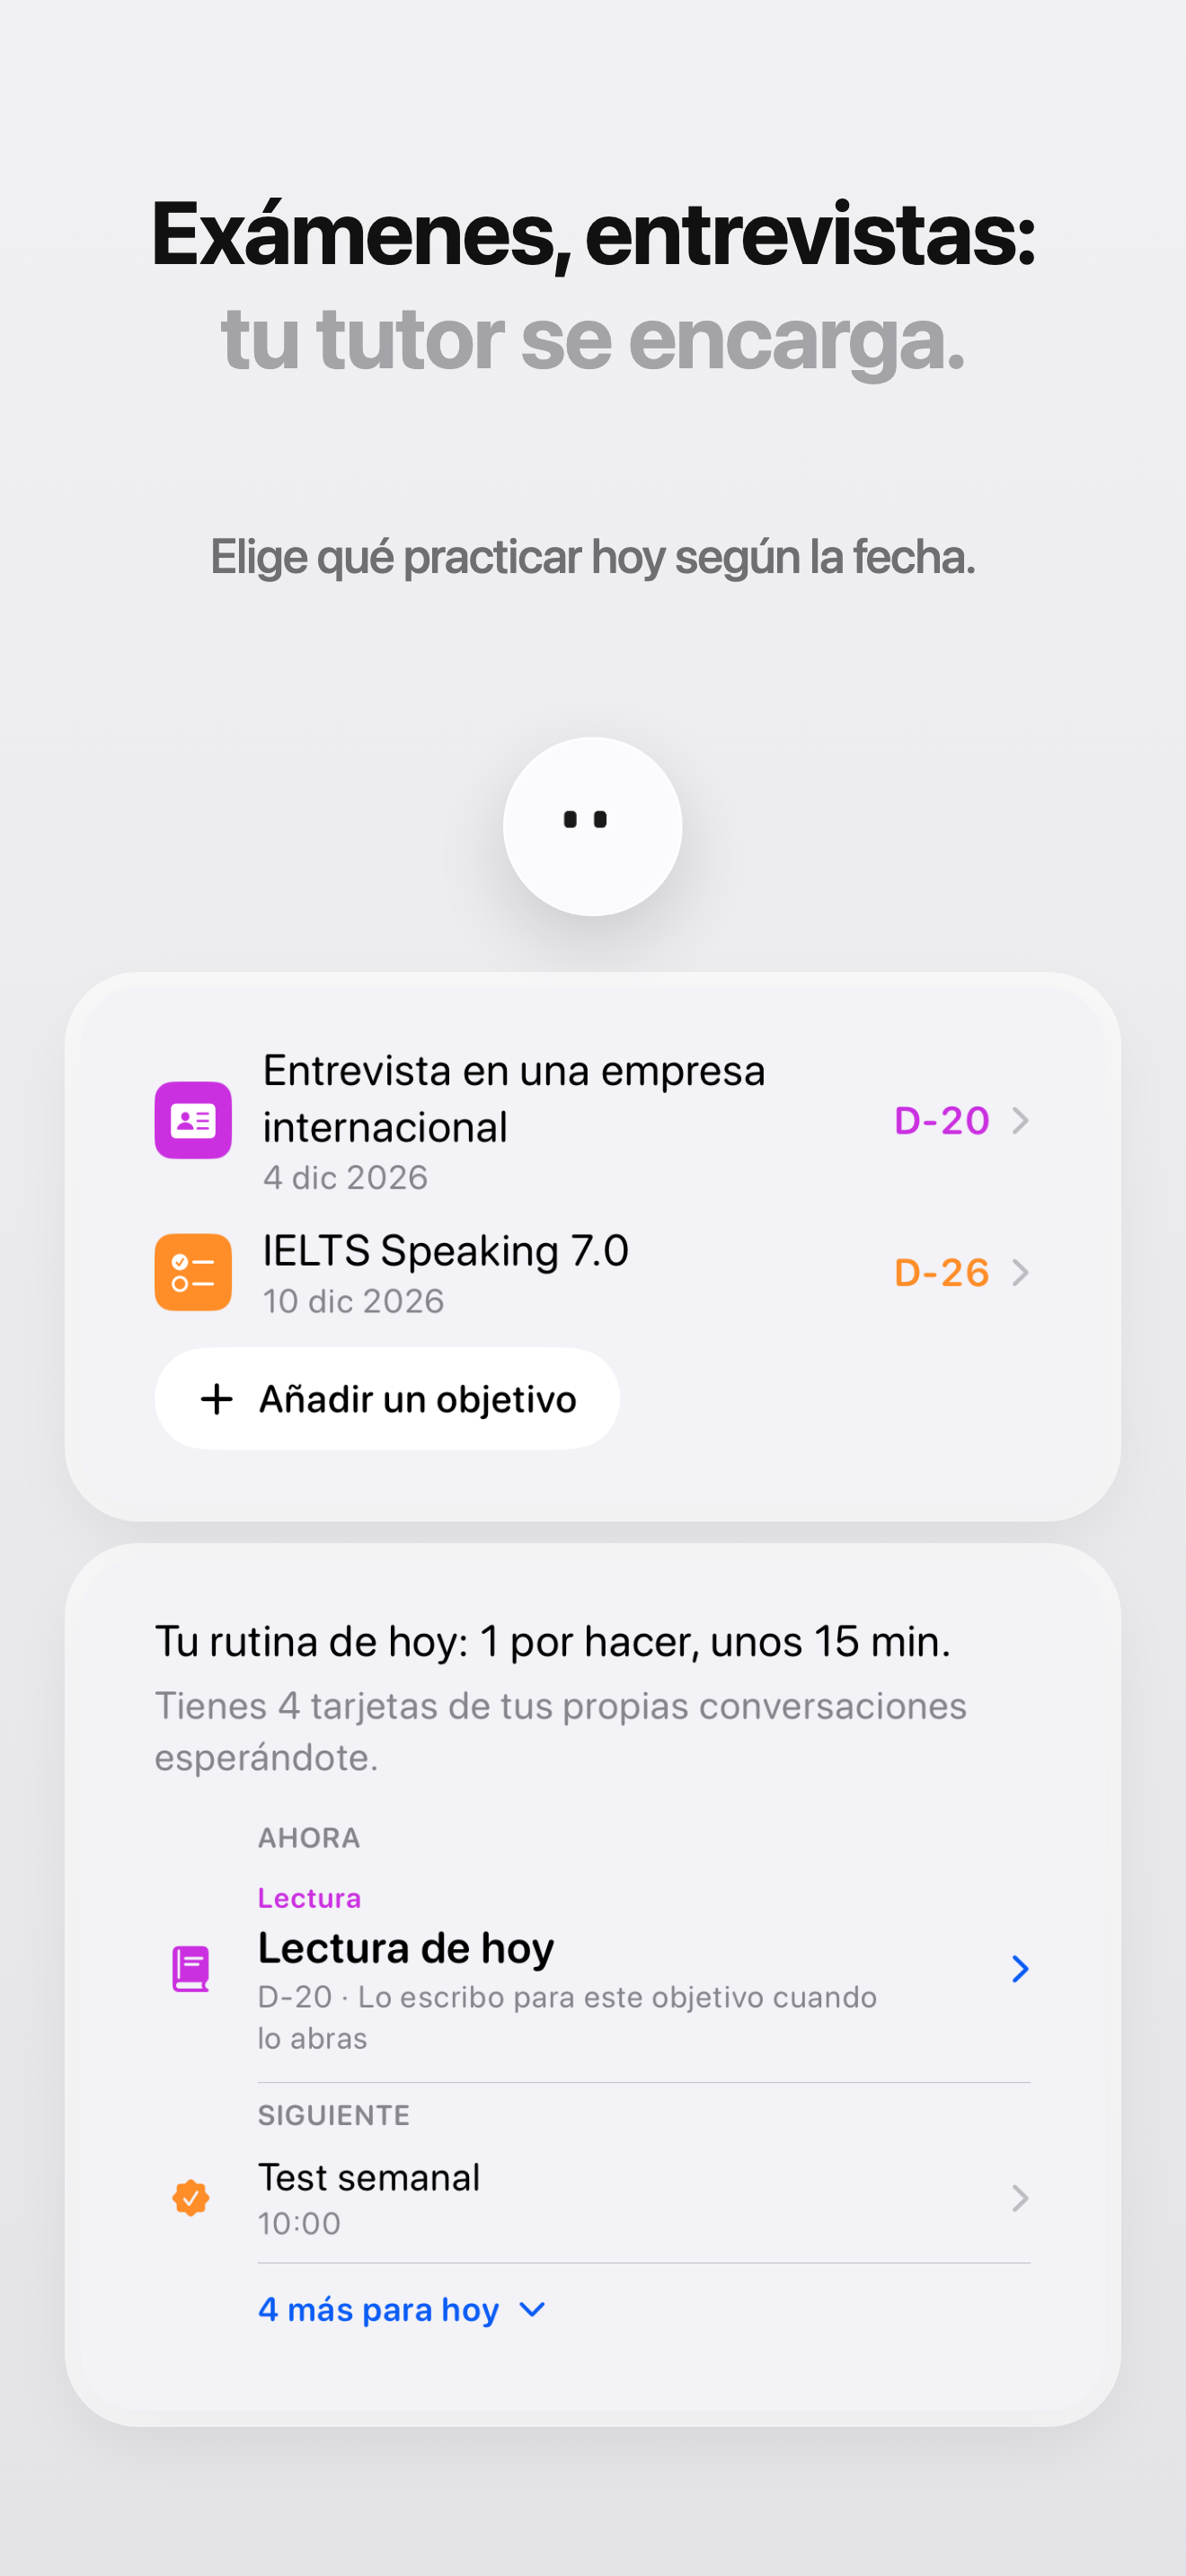 Exámenes, entrevistas:
tu tutor se encarga.
Elige qué practicar hoy según la fecha.
Entrevista en una empresa
internacional
4 dic 2026
D-20
IELTS Speaking 7.0
10 dic 2026
D-26
+ Añadir un objetivo
Tu rutina de hoy: 1 por hacer, unos 15 min.
Tienes 4 tarjetas de tus propias conversaciones
esperándote.
AHORA
Lectura
Lectura de hoy
D-20 · Lo escribo para este objetivo cuando
lo abras
SIGUIENTE
Test semanal
10:00
4 más para hoy